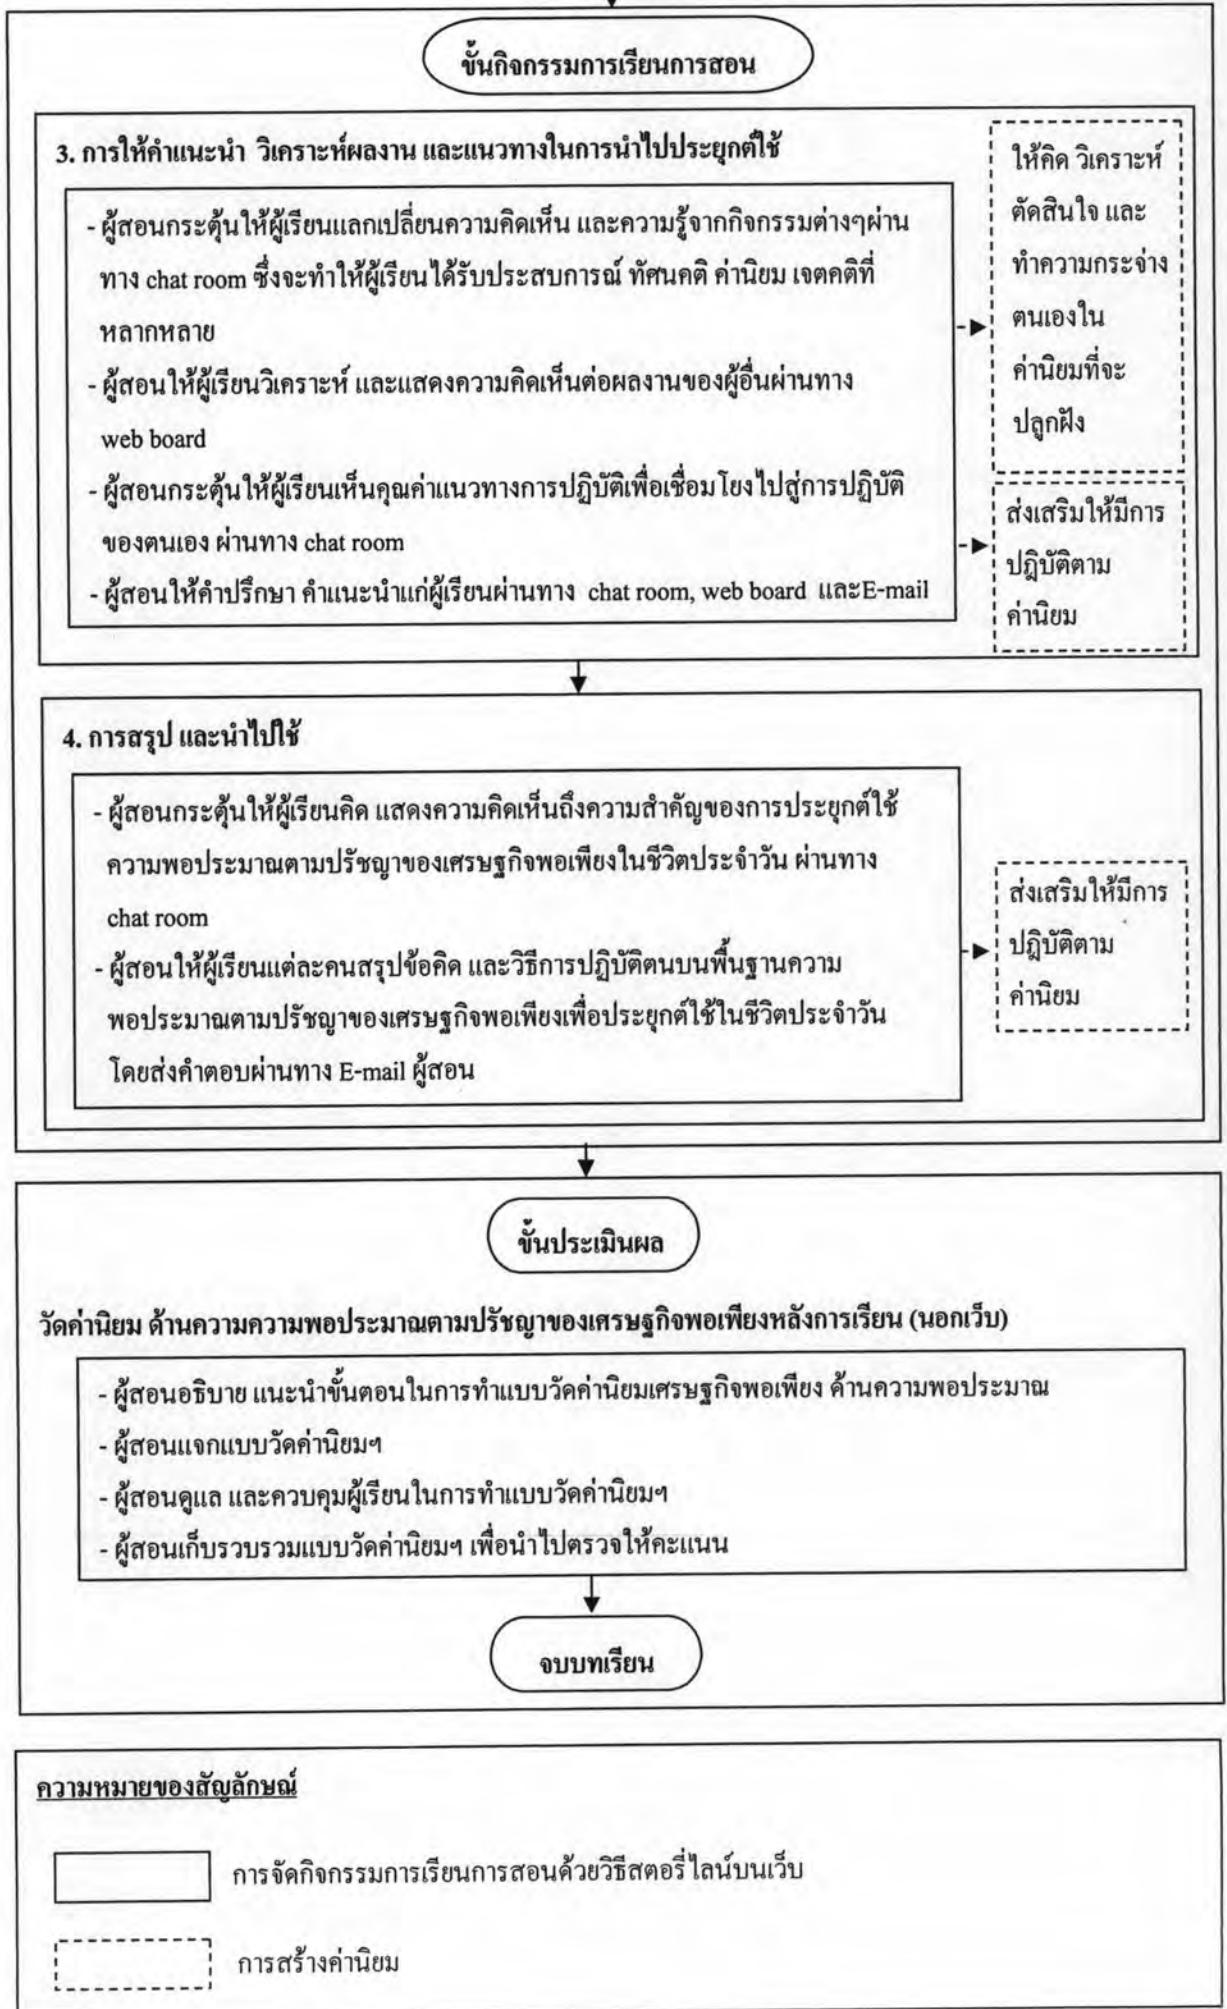 ขั้นกิจกรรมการเรียนการสอน
3. การให้คำแนะนำ วิเคราะห์ผลงาน และแนวทางในการนำไปประยุกต์ใช้
- ผู้สอนกระตุ้นให้ผู้เรียนแลกเปลี่ยนความคิดเห็น และความรู้จากกิจกรรมต่างๆผ่าน
ทาง chat room ซึ่งจะทำให้ผู้เรียนได้รับประสบการณ์ ทัศนคติ ค่านิยม เจตคติที่
หลากหลาย
- ผู้สอนให้ผู้เรียนวิเคราะห์ และแสดงความคิดเห็นต่อผลงานของผู้อื่นผ่านทาง
web board
- ผู้สอนกระตุ้นให้ผู้เรียนเห็นคุณค่าแนวทางการปฏิบัติเพื่อเชื่อมโยงไปสู่การปฏิบัติ
ของตนเอง ผ่านทาง chat room
- ผู้สอนให้คำปรึกษา คำแนะนำแก่ผู้เรียนผ่านทาง chat room, web board และE-mail
ให้คิด วิเคราะห์
ตัดสินใจ และ
ทำความกระจ่าง
ตนเองใน
ค่านิยมที่จะ
ปลูกฝัง
ส่งเสริมให้มีการ
ปฏิบัติตาม
ค่านิยม
4. การสรุป และนำไปใช้
- ผู้สอนกระตุ้นให้ผู้เรียนคิด แสดงความคิดเห็นถึงความสำคัญของการประยุกต์ใช้
ความพอประมาณตามปรัชญาของเศรษฐกิจพอเพียงในชีวิตประจำวัน ผ่านทาง
chat room
- ผู้สอนให้ผู้เรียนแต่ละคนสรุปข้อคิด และวิธีการปฏิบัติตนบนพื้นฐานความ
พอประมาณตามปรัชญาของเศรษฐกิจพอเพียงเพื่อประยุกต์ใช้ในชีวิตประจำวัน
โดยส่งคำตอบผ่านทาง E-mail ผู้สอน
ส่งเสริมให้มีการ
ปฏิบัติตาม
ค่านิยม
ขั้นประเมินผล
วัดค่านิยม ด้านความความพอประมาณตามปรัชญาของเศรษฐกิจพอเพียงหลังการเรียน (นอกเว็บ)
- ผู้สอนอธิบาย แนะนำขั้นตอนในการทำแบบวัดค่านิยมเศรษฐกิจพอเพียง ด้านความพอประมาณ
- ผู้สอนแจกแบบวัดค่านิยมฯ
- ผู้สอนดูแล และควบคุมผู้เรียนในการทำแบบวัดค่านิยมฯ
- ผู้สอนเก็บรวบรวมแบบวัดค่านิยมฯ เพื่อนำไปตรวจให้คะแนน
จบบทเรียน
ความหมายของสัญลักษณ์
การจัดกิจกรรมการเรียนการสอนด้วยวิธีสตอรี่ไลน์บนเว็บ
การสร้างค่านิยม